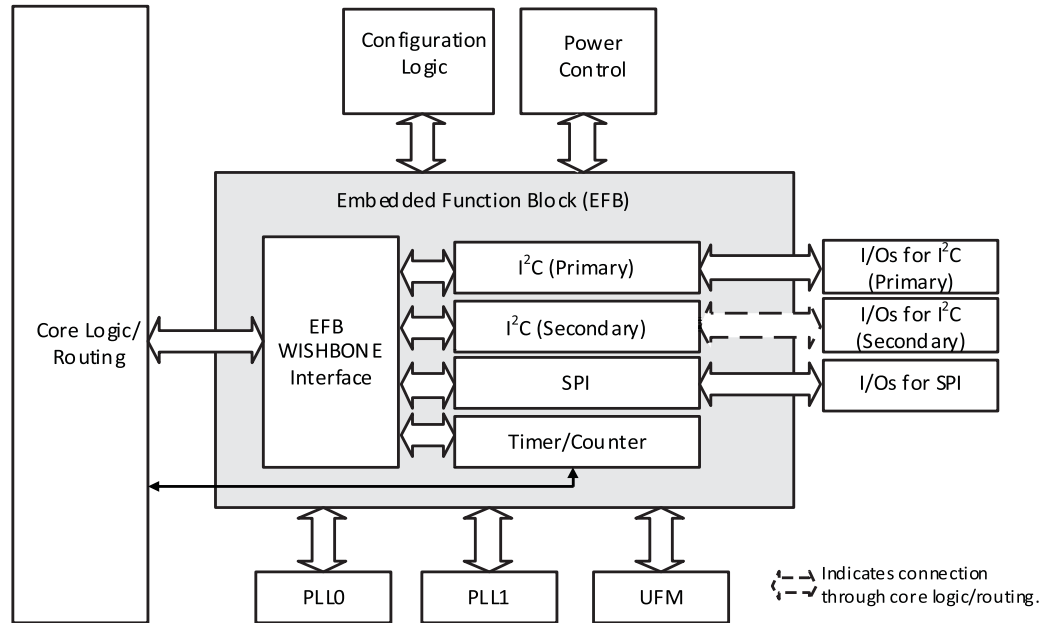 Configuration
Logic
Power
Control
Embedded Function Block (EFB)
Core Logic/
Routing
EFB
WISHBONE
Interface
I²C (Primary)
I²C (Secondary)
SPI
Timer/Counter
I/Os for I²C
(Primary)
I/Os for I²C
(Secondary)
I/Os for SPI
PLL0
PLL1
UFM
Indicates connection
through core logic/routing.